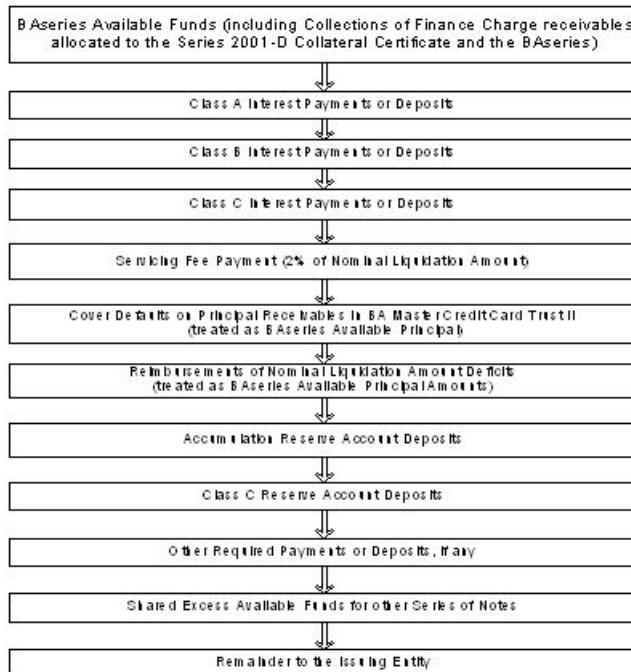 BAseries Available Funds (including Collections of Finance Charge receivables
allocated to the Series 2001-D Collateral Certificate and the BAseries)
Class A Interest Payments or Deposits
Class B Interest Payments or Deposits
Class C Interest Payments or Deposits
Servicing Fee Payment (2% of Nominal Liquidation Amount)
Cover Defaults on Principal Receivables in BA Master Credit Card Trust II
(treated as BAseries Available Principal)
Reimbursements of Nominal Liquidation Amount Deficits
(treated as BAseries Available Principal Amounts)
Accumulation Reserve Account Deposits
Class C Reserve Account Deposits
Other Required Payments or Deposits, if any
Shared Excess Available Funds for other Series of Notes
Remainder to the Issuing Entity